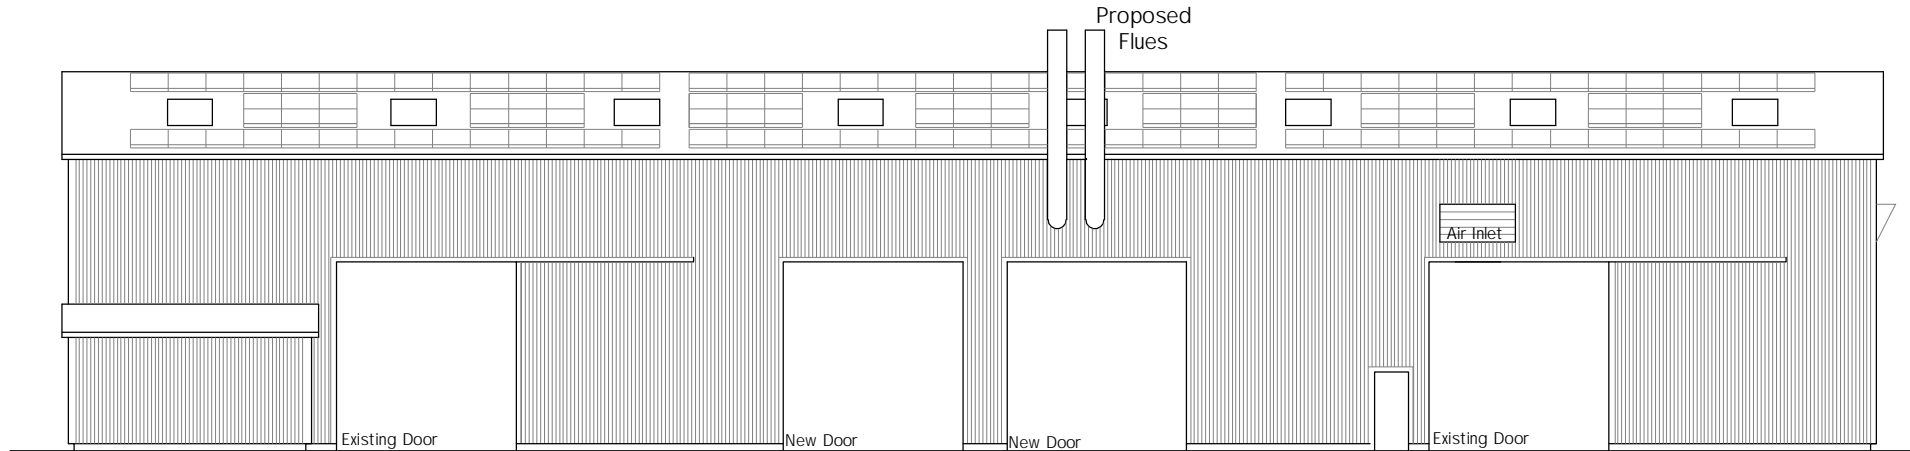 Proposed
Flues
Air Inlet
Existing Door
New Door
New Door
Existing Door